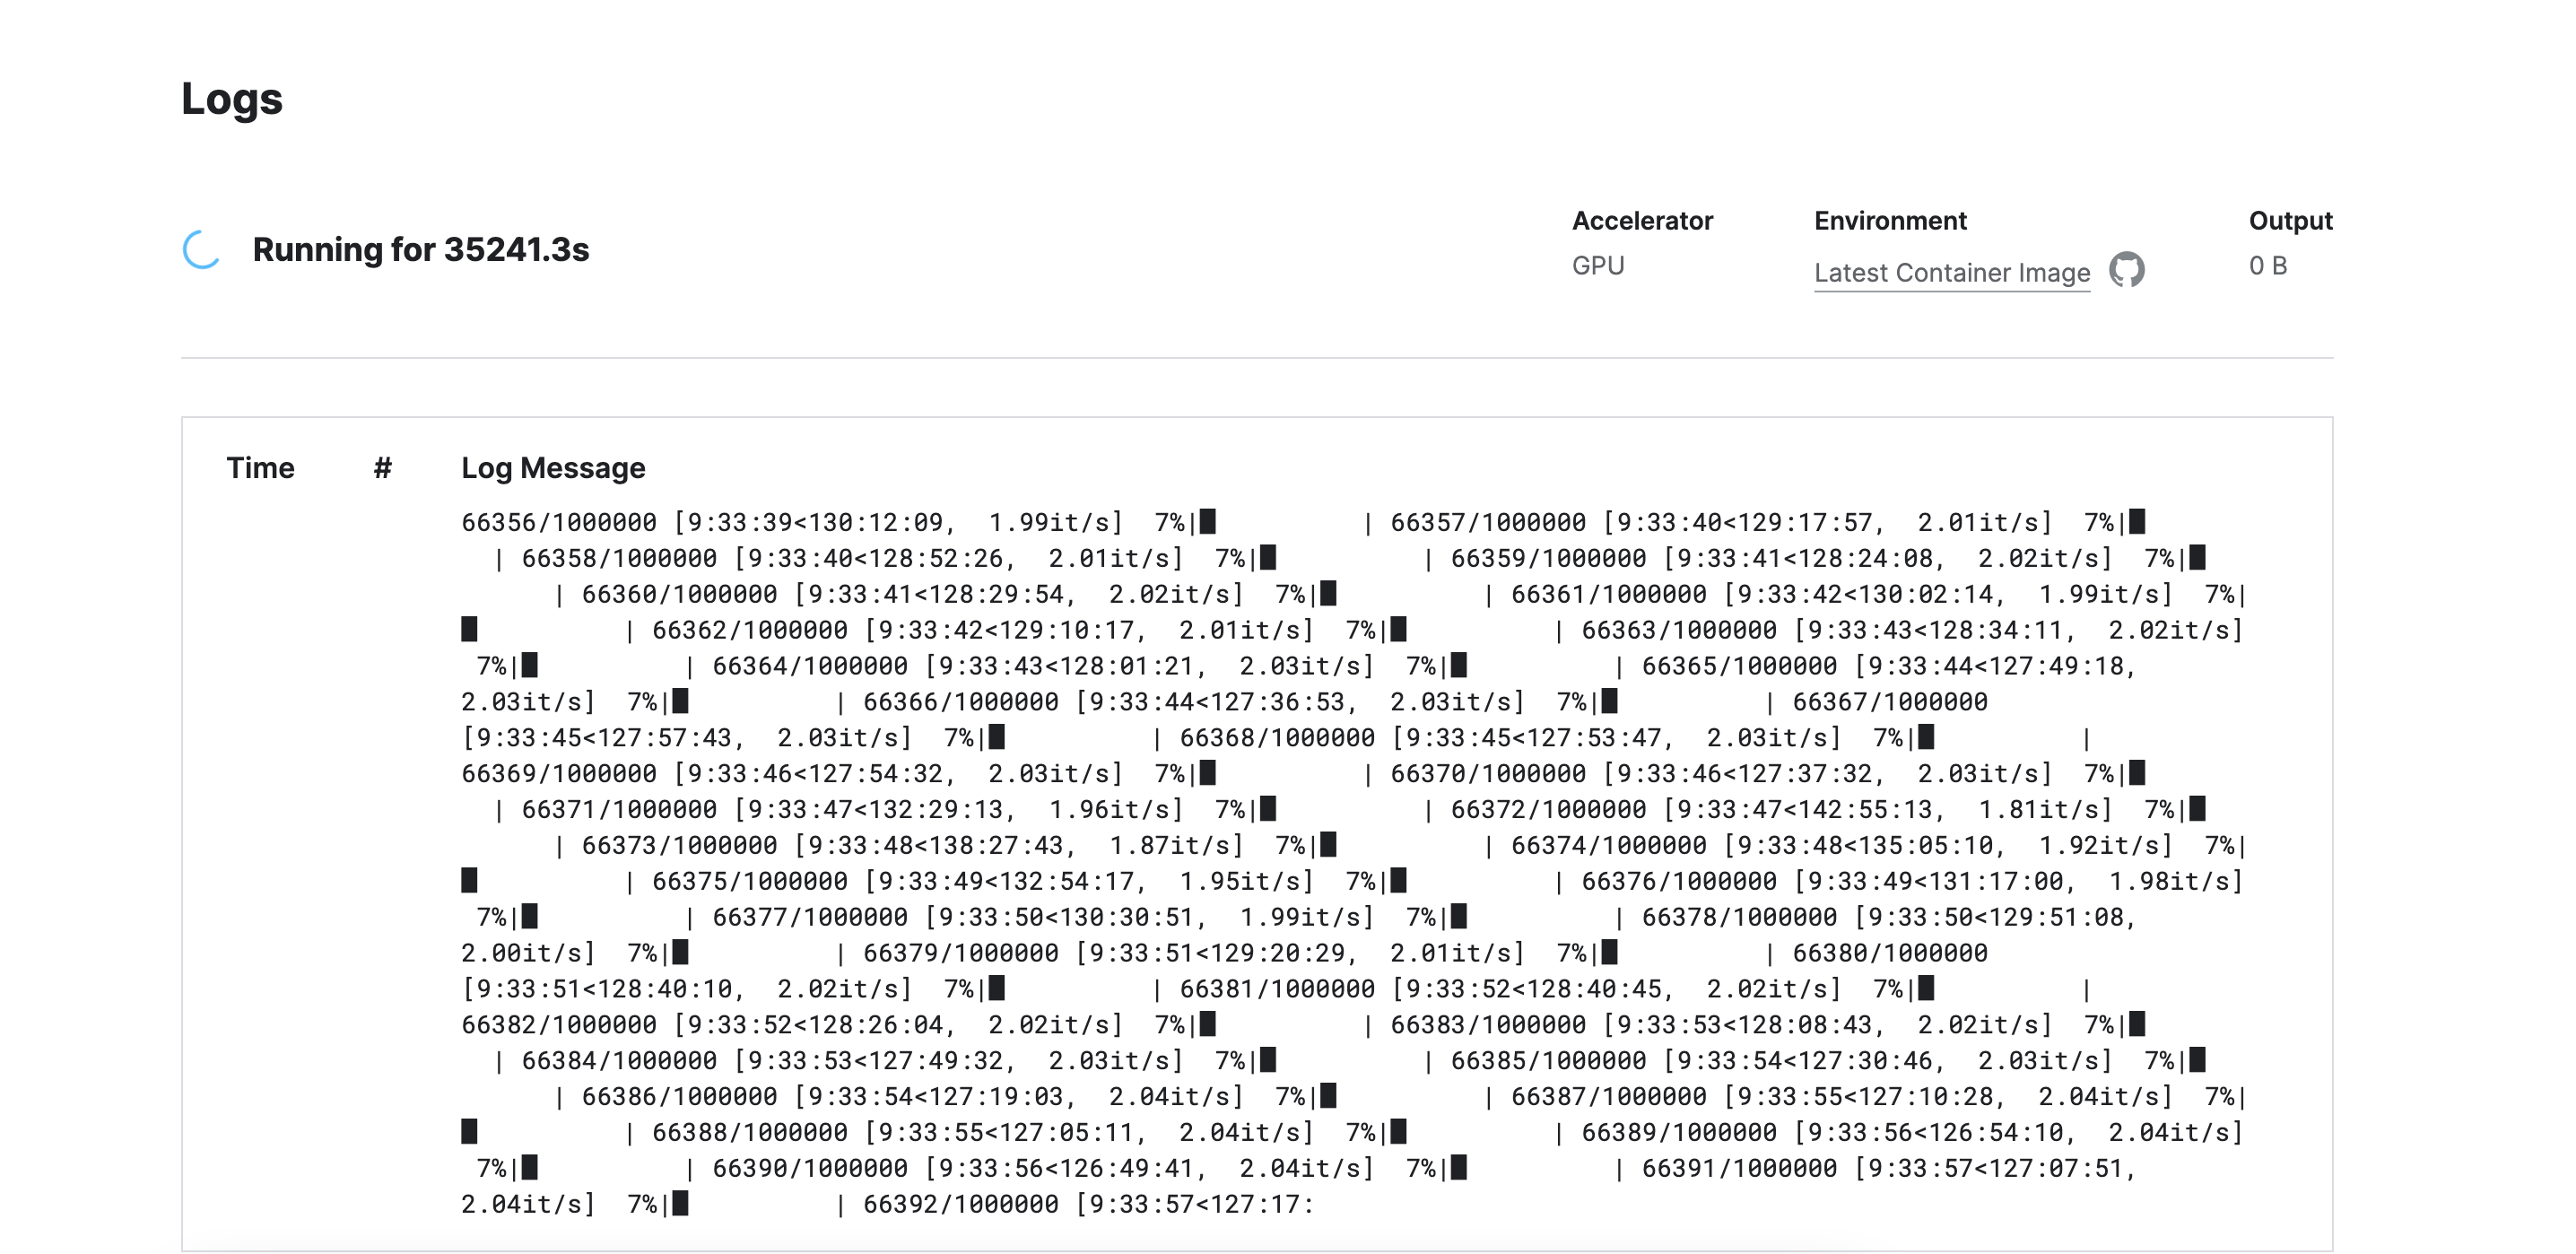 Logs
Running for 35241.3s
Accelerator
GPU
Environment
Latest Container Image
Output
0 B
Time # Log Message
66356/1000000 [9:33:39<130:12:09,  1.99it/s]  7%|█         | 66357/1000000 [9:33:40<129:17:57,  2.01it/s]  7%|█
| 66358/1000000 [9:33:40<128:52:26,  2.01it/s]  7%|█         | 66359/1000000 [9:33:41<128:24:08,  2.02it/s]  7%|█
| 66360/1000000 [9:33:41<128:29:54,  2.02it/s]  7%|█         | 66361/1000000 [9:33:42<130:02:14,  1.99it/s]  7%|
█         | 66362/1000000 [9:33:42<129:10:17,  2.01it/s]  7%|█         | 66363/1000000 [9:33:43<128:34:11,  2.02it/s]
7%|█         | 66364/1000000 [9:33:43<128:01:21,  2.03it/s]  7%|█         | 66365/1000000 [9:33:44<127:49:18,
2.03it/s]  7%|█         | 66366/1000000 [9:33:44<127:36:53,  2.03it/s]  7%|█         | 66367/1000000
[9:33:45<127:57:43,  2.03it/s]  7%|█         | 66368/1000000 [9:33:45<127:53:47,  2.03it/s]  7%|█         |
66369/1000000 [9:33:46<127:54:32,  2.03it/s]  7%|█         | 66370/1000000 [9:33:46<127:37:32,  2.03it/s]  7%|█
| 66371/1000000 [9:33:47<132:29:13,  1.96it/s]  7%|█         | 66372/1000000 [9:33:47<142:55:13,  1.81it/s]  7%|█
| 66373/1000000 [9:33:48<138:27:43,  1.87it/s]  7%|█         | 66374/1000000 [9:33:48<135:05:10,  1.92it/s]  7%|
█         | 66375/1000000 [9:33:49<132:54:17,  1.95it/s]  7%|█         | 66376/1000000 [9:33:49<131:17:00,  1.98it/s]
7%|█         | 66377/1000000 [9:33:50<130:30:51,  1.99it/s]  7%|█         | 66378/1000000 [9:33:50<129:51:08,
2.00it/s]  7%|█         | 66379/1000000 [9:33:51<129:20:29,  2.01it/s]  7%|█         | 66380/1000000
[9:33:51<128:40:10,  2.02it/s]  7%|█         | 66381/1000000 [9:33:52<128:40:45,  2.02it/s]  7%|█         |
66382/1000000 [9:33:52<128:26:04,  2.02it/s]  7%|█         | 66383/1000000 [9:33:53<128:08:43,  2.02it/s]  7%|█
| 66384/1000000 [9:33:53<127:49:32,  2.03it/s]  7%|█         | 66385/1000000 [9:33:54<127:30:46,  2.03it/s]  7%|█
| 66386/1000000 [9:33:54<127:19:03,  2.04it/s]  7%|█         | 66387/1000000 [9:33:55<127:10:28,  2.04it/s]  7%|
█         | 66388/1000000 [9:33:55<127:05:11,  2.04it/s]  7%|█         | 66389/1000000 [9:33:56<126:54:10,  2.04it/s]
7%|█         | 66390/1000000 [9:33:56<126:49:41,  2.04it/s]  7%|█         | 66391/1000000 [9:33:57<127:07:51,
2.04it/s]  7%|█         | 66392/1000000 [9:33:57<127:17: